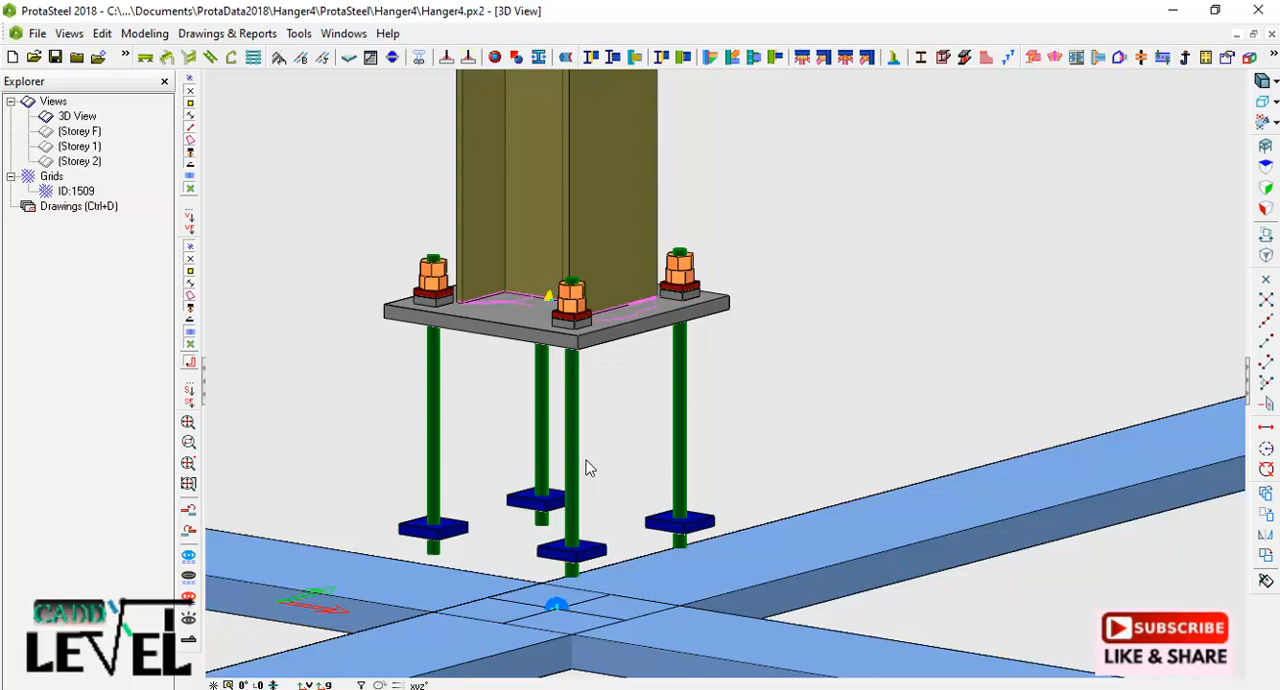 ProtaSteel 2018 - C:\...\Documents\ProtaData2018\Hanger4\ProtaSteel\Hanger4\Hanger4.px2 - [3D View]
File Views Edit Modeling Drawings & Reports Tools Windows Help
Explorer
Views
3D View
(Storey F)
(Storey 1)
(Storey 2)
Grids
ID:1509
Drawings (Ctrl+D)
CADD
LEVEL
SUBSCRIBE
LIKE & SHARE